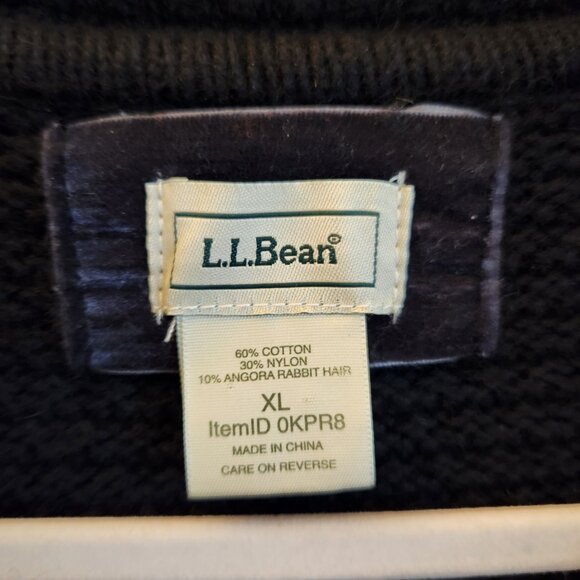 L.L.Bean®
60% COTTON
30% NYLON
10% ANGORA RABBIT HAIR
XL
ItemID 0KPR8
MADE IN CHINA
CARE ON REVERSE